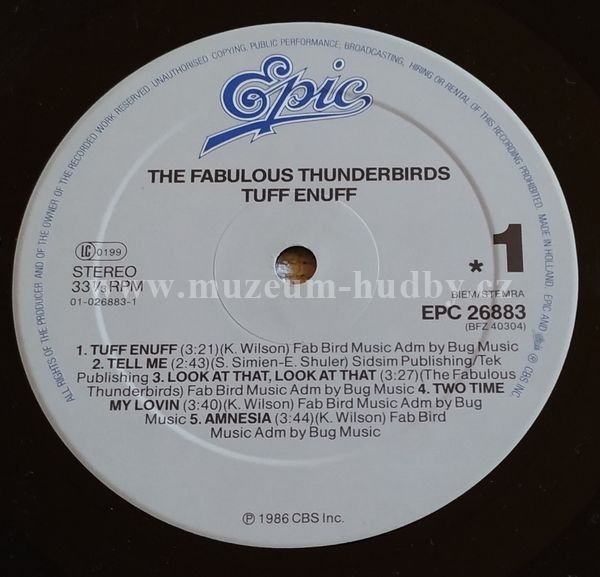 ALL RIGHTS OF THE PRODUCER AND OF THE OWNER OF THE RECORDED WORK RESERVED. UNAUTHORISED COPYING, PUBLIC PERFORMANCE, BROADCASTING, HIRING OR RENTING OF THIS RECORDING PROHIBITED. MADE IN HOLLAND. EPIC AND
℗ CBS INC
Epic
THE FABULOUS THUNDERBIRDS
TUFF ENUFF
LC 0199
STEREO
33⅓ RPM
01-026883-1
* 1
www.muzeum-hudby.cz
BIEM/STEMRA
EPC 26883
(BFZ 40304)
1. TUFF ENUFF (3:21)(K. Wilson) Fab Bird Music Adm by Bug Music
2. TELL ME (2:43)(S. Simien-E. Shuler) Sidsim Publishing/Tek
Publishing 3. LOOK AT THAT, LOOK AT THAT (3:27)(The Fabulous
Thunderbirds) Fab Bird Music Adm by Bug Music 4. TWO TIME
MY LOVIN (3:40)(K. Wilson) Fab Bird Music Adm by Bug
Music 5. AMNESIA (3:44)(K. Wilson) Fab Bird
Music Adm by Bug Music
℗ 1986 CBS Inc.